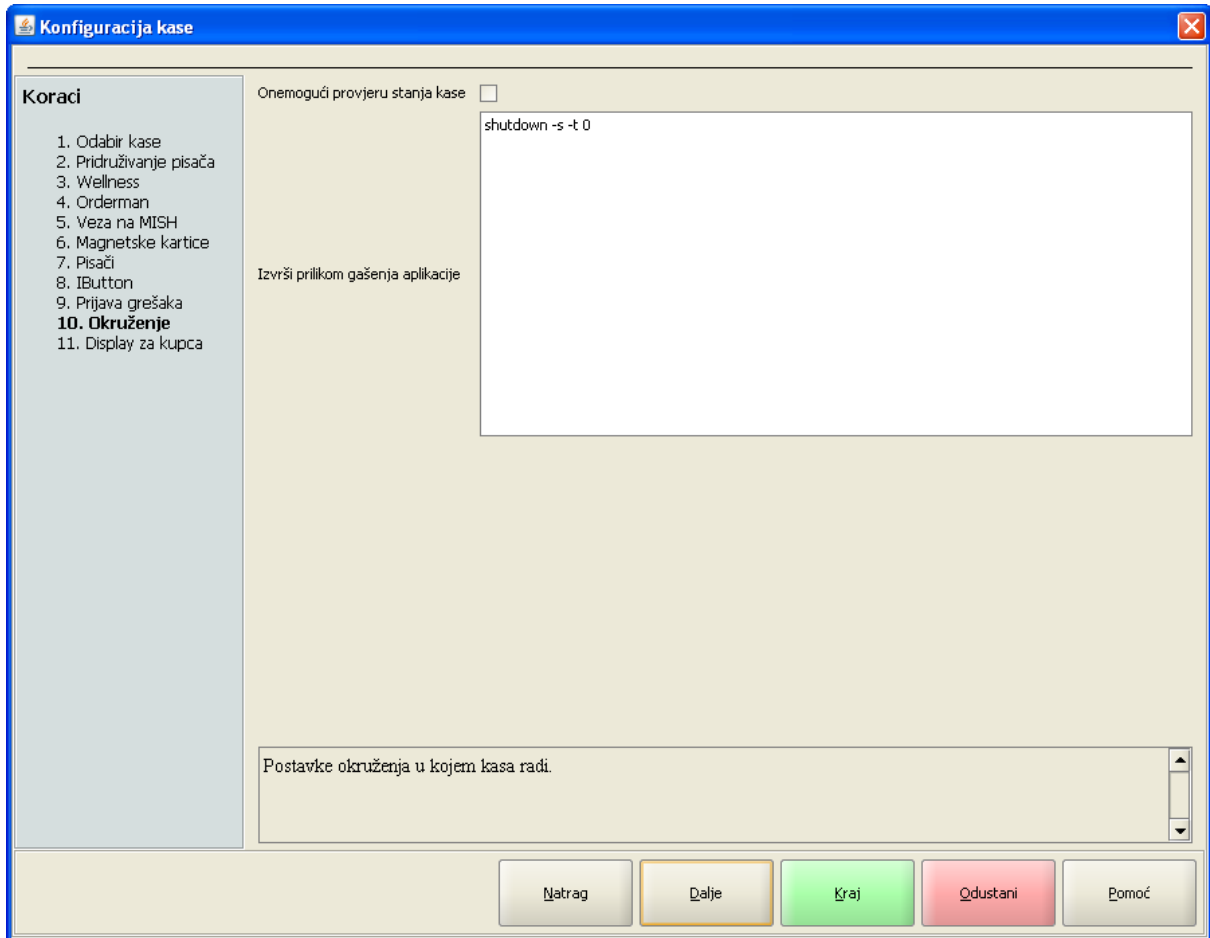 Konfiguracija kase
Koraci
1. Odabir kase
2. Pridruživanje pisača
3. Wellness
4. Orderman
5. Veza na MISH
6. Magnetske kartice
7. Pisači
8. IButton
9. Prijava grešaka
10. Okruženje
11. Display za kupca
Onemogući provjeru stanja kase
shutdown -s -t 0
Izvrši prilikom gašenja aplikacije
Postavke okruženja u kojem kasa radi.
Natrag
Dalje
Kraj
Odustani
Pomoć